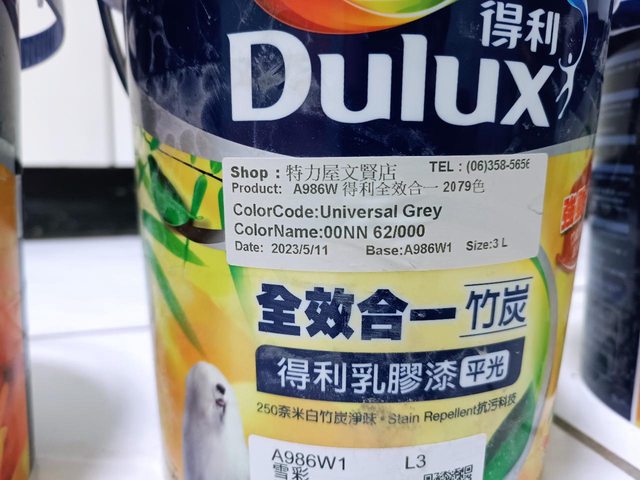 得利
Dulux
Shop : 特力屋文賢店 TEL : (06)358-5656
Product: A986W 得利全效合一 2079色
ColorCode:Universal Grey
ColorName:00NN 62/000
Date: 2023/5/11 Base:A986W1 Size:3 L
全效合一 竹炭
得利乳膠漆 平光
250奈米白竹炭淨味・Stain Repellent抗污科技
A986W1 L3
雪彩